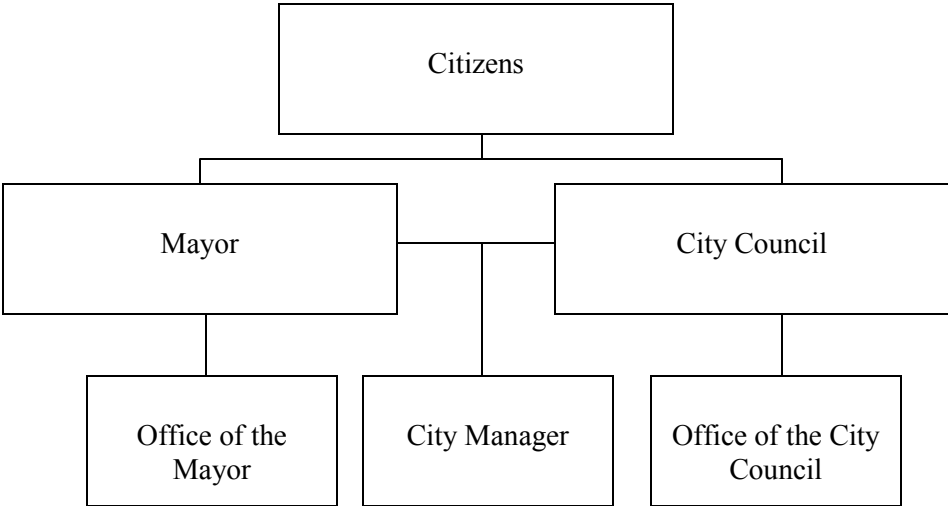 Citizens
Mayor
City Council
Office of the
Mayor
City Manager
Office of the City
Council